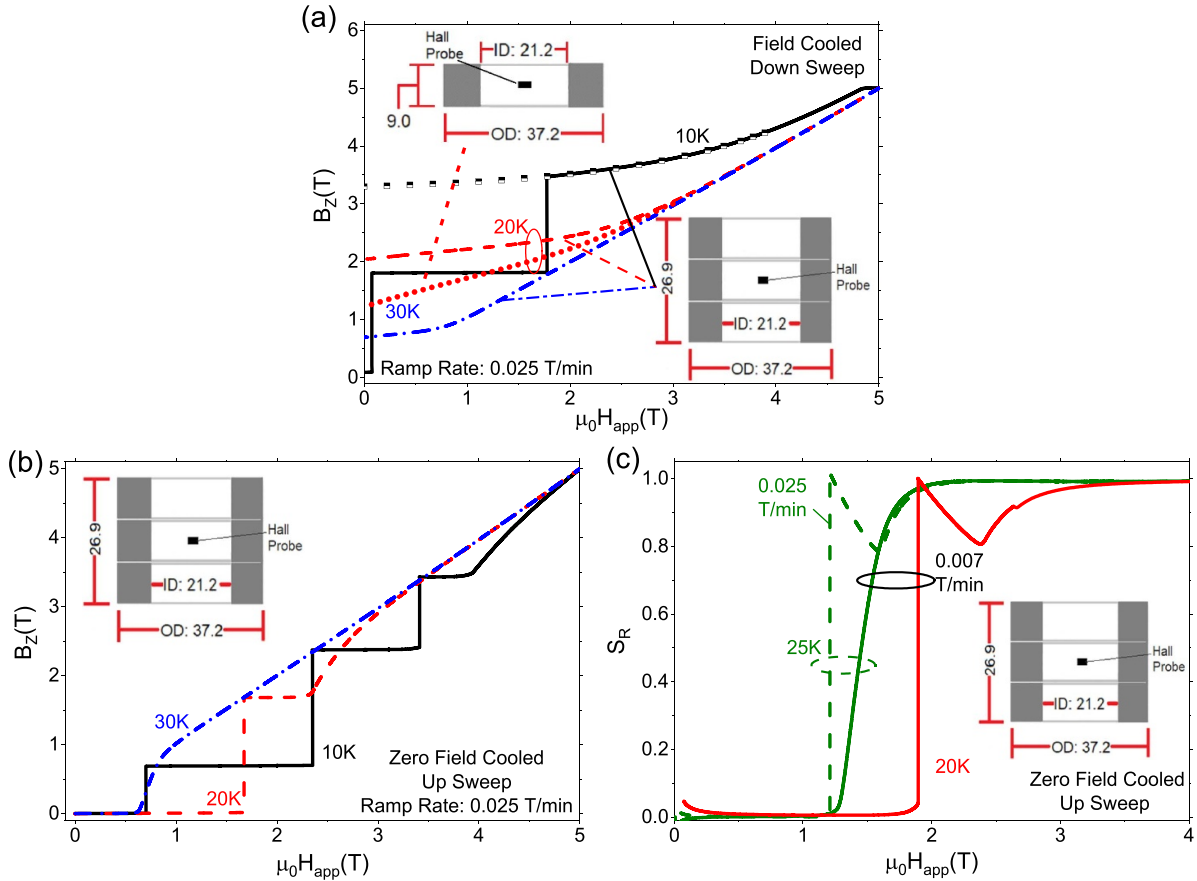 (a)
6
5
4
3
2
1
0
B_Z(T)
Hall
Probe
ID: 21.2
9.0
OD: 37.2
Field Cooled
Down Sweep
10K
20K
30K
26.9
Hall
Probe
ID: 21.2
OD: 37.2
Ramp Rate: 0.025 T/min
0 1 2 3 4 5
μ₀H_app(T)
(b)
5
4
3
2
1
0
B_Z(T)
26.9
Hall
Probe
ID: 21.2
OD: 37.2
30K
10K
20K
Zero Field Cooled
Up Sweep
Ramp Rate: 0.025 T/min
0 1 2 3 4 5
μ₀H_app(T)
(c)
1.0
0.8
0.6
0.4
0.2
0.0
S_R
0.025
T/min
0.007
T/min
25K
20K
26.9
Hall
Probe
ID: 21.2
OD: 37.2
Zero Field Cooled
Up Sweep
0 1 2 3 4
μ₀H_app(T)